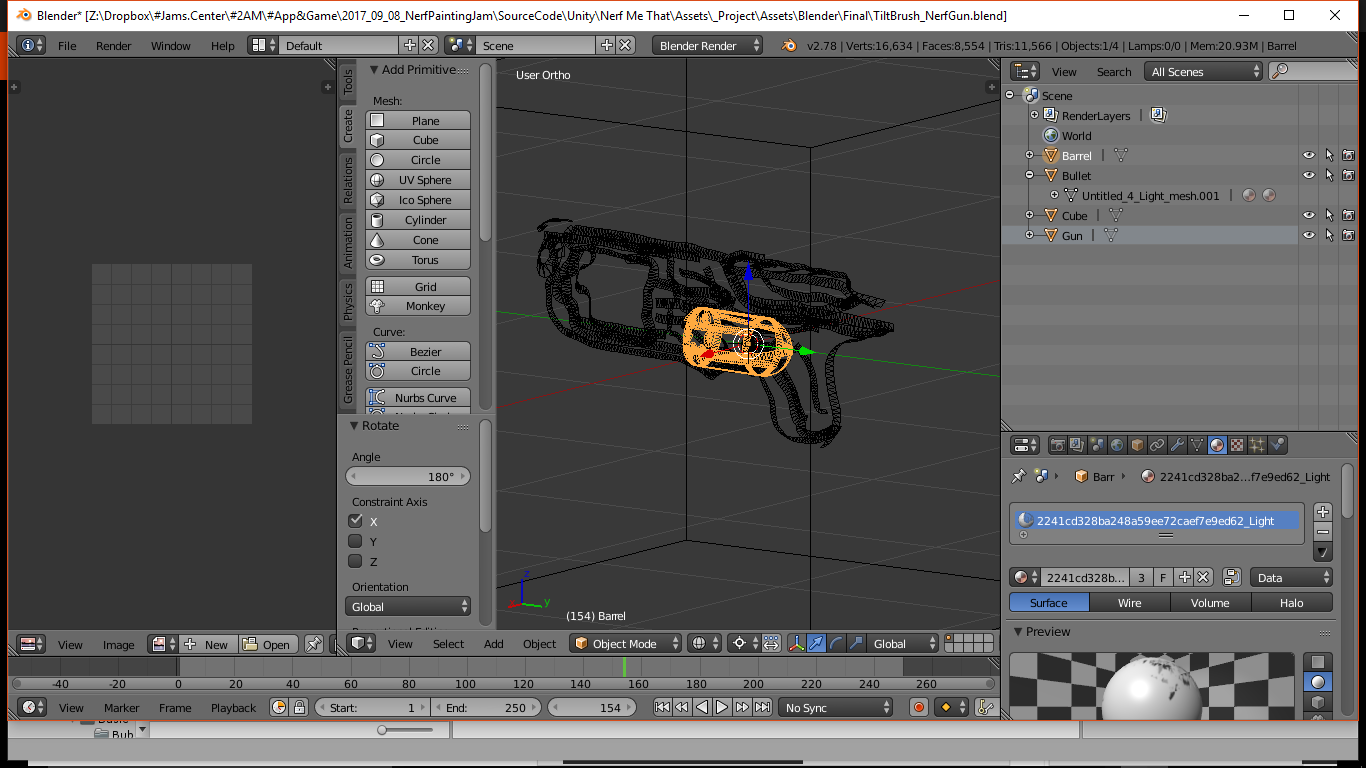 Blender* [Z:\Dropbox\#Jams.Center\#2AM\#App&Game\2017_09_08_NerfPaintingJam\SourceCode\Unity\Nerf Me That\Assets\_Project\Assets\Blender\Final\TiltBrush_NerfGun.blend]
File Render Window Help Default Scene Blender Render v2.78 | Verts:16,634 | Faces:8,554 | Tris:11,566 | Objects:1/4 | Lamps:0/0 | Mem:20.93M | Barrel
Tools
Create
Relations
Animation
Physics
Grease Pencil
Add Primitive
Mesh:
Plane
Cube
Circle
UV Sphere
Ico Sphere
Cylinder
Cone
Torus
Grid
Monkey
Curve:
Bezier
Circle
Nurbs Curve
Rotate
Angle
180°
Constraint Axis
X
Y
Z
Orientation
Global
User Ortho
z
x y
(154) Barrel
View Search All Scenes
Scene
RenderLayers |
World
Barrel |
Bullet
Untitled_4_Light_mesh.001 |
Cube |
Gun |
Barr 2241cd328ba2...f7e9ed62_Light
2241cd328ba248a59ee72caef7e9ed62_Light
2241cd328b... 3 F Data
Surface Wire Volume Halo
Preview
View Image New Open
View Select Add Object Object Mode Global
-40 -20 0 20 40 60 80 100 120 140 160 180 200 220 240 260
View Marker Frame Playback Start: 1 End: 250 154 No Sync
Bub